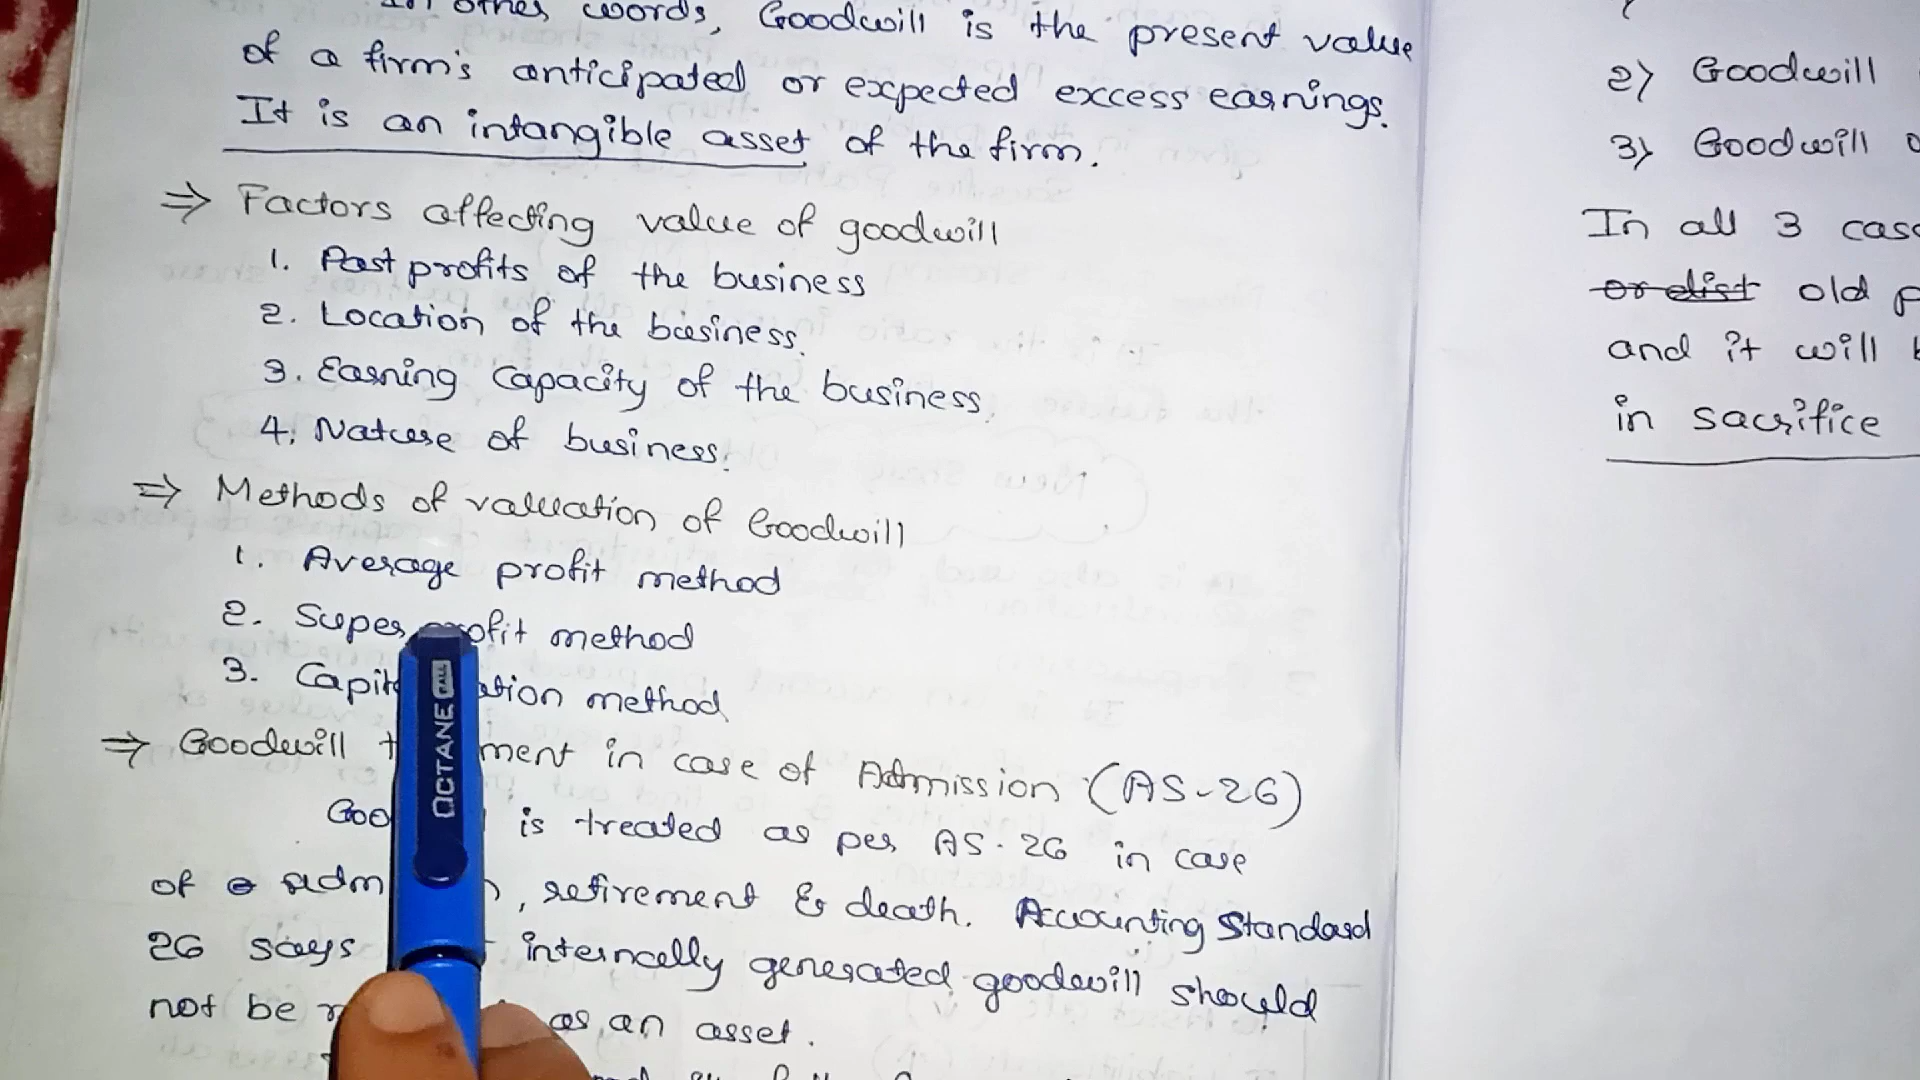 In other words, Goodwill is the present value
of a firm's anticipated or expected excess earnings.
It is an intangible asset of the firm.
⇒ Factors affecting value of goodwill
1. Past profits of the business
2. Location of the business.
3. Earning Capacity of the business.
4. Nature of business.
⇒ Methods of valuation of Goodwill
1. Average profit method
2. Super profit method
3. Capit ation method
⇒ Goodwill t ment in case of Admission (AS-26)
Goo is treated as per AS-26 in case
of adm , retirement & death. Accounting Standard
26 says internally generated goodwill should
not be as an asset.
OCTANE
2) Goodwill
3) Goodwill
In all 3 cas
or dist old p
and it will
in sacrifice